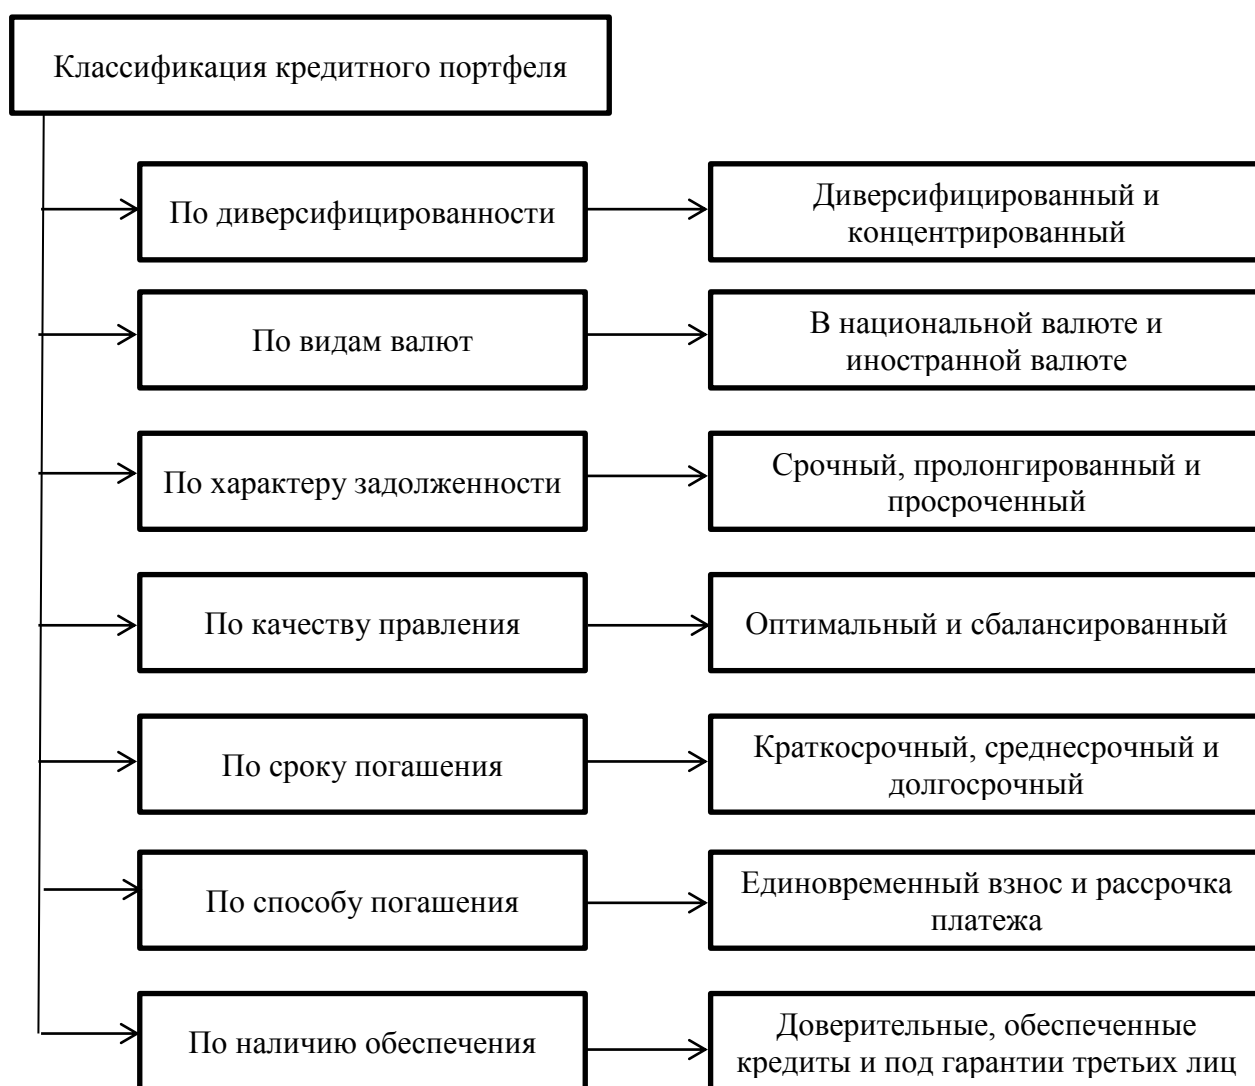 Классификация кредитного портфеля
По диверсифицированности
Диверсифицированный и
концентрированный
По видам валют
В национальной валюте и
иностранной валюте
По характеру задолженности
Срочный, пролонгированный и
просроченный
По качеству правления
Оптимальный и сбалансированный
По сроку погашения
Краткосрочный, среднесрочный и
долгосрочный
По способу погашения
Единовременный взнос и рассрочка
платежа
По наличию обеспечения
Доверительные, обеспеченные
кредиты и под гарантии третьих лиц